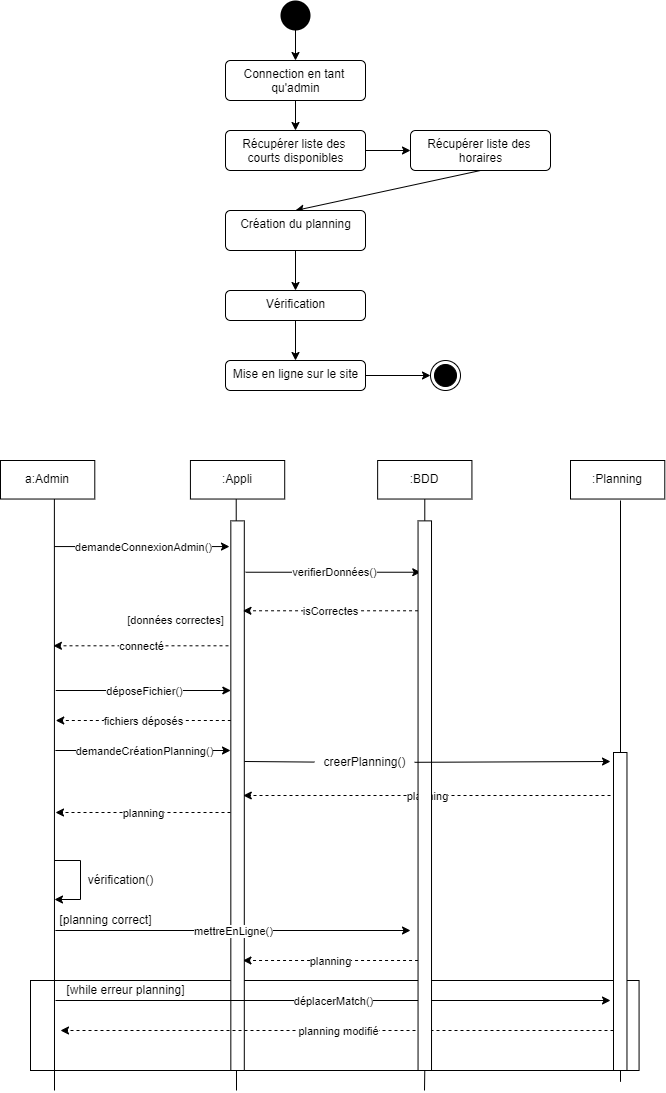 Connection en tant
qu'admin
Récupérer liste des
courts disponibles
Récupérer liste des
horaires
Création du planning
Vérification
Mise en ligne sur le site
a:Admin
:Appli
:BDD
:Planning
demandeConnexionAdmin()
verifierDonnées()
isCorrectes
[données correctes]
connecté
déposeFichier()
fichiers déposés
demandeCréationPlanning()
creerPlanning()
planning
planning
vérification()
[planning correct]
mettreEnLigne()
planning
[while erreur planning]
déplacerMatch()
planning modifié